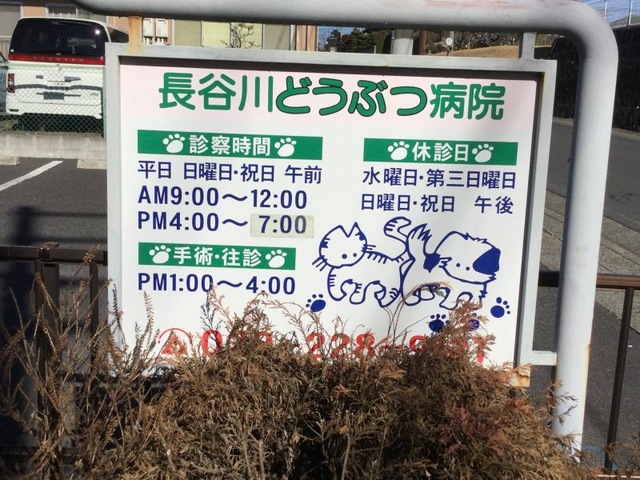 長谷川どうぶつ病院
診察時間
平日 日曜日・祝日 午前
AM9:00〜12:00
PM4:00〜7:00
手術・往診
PM1:00〜4:00
休診日
水曜日・第三日曜日
日曜日・祝日 午後